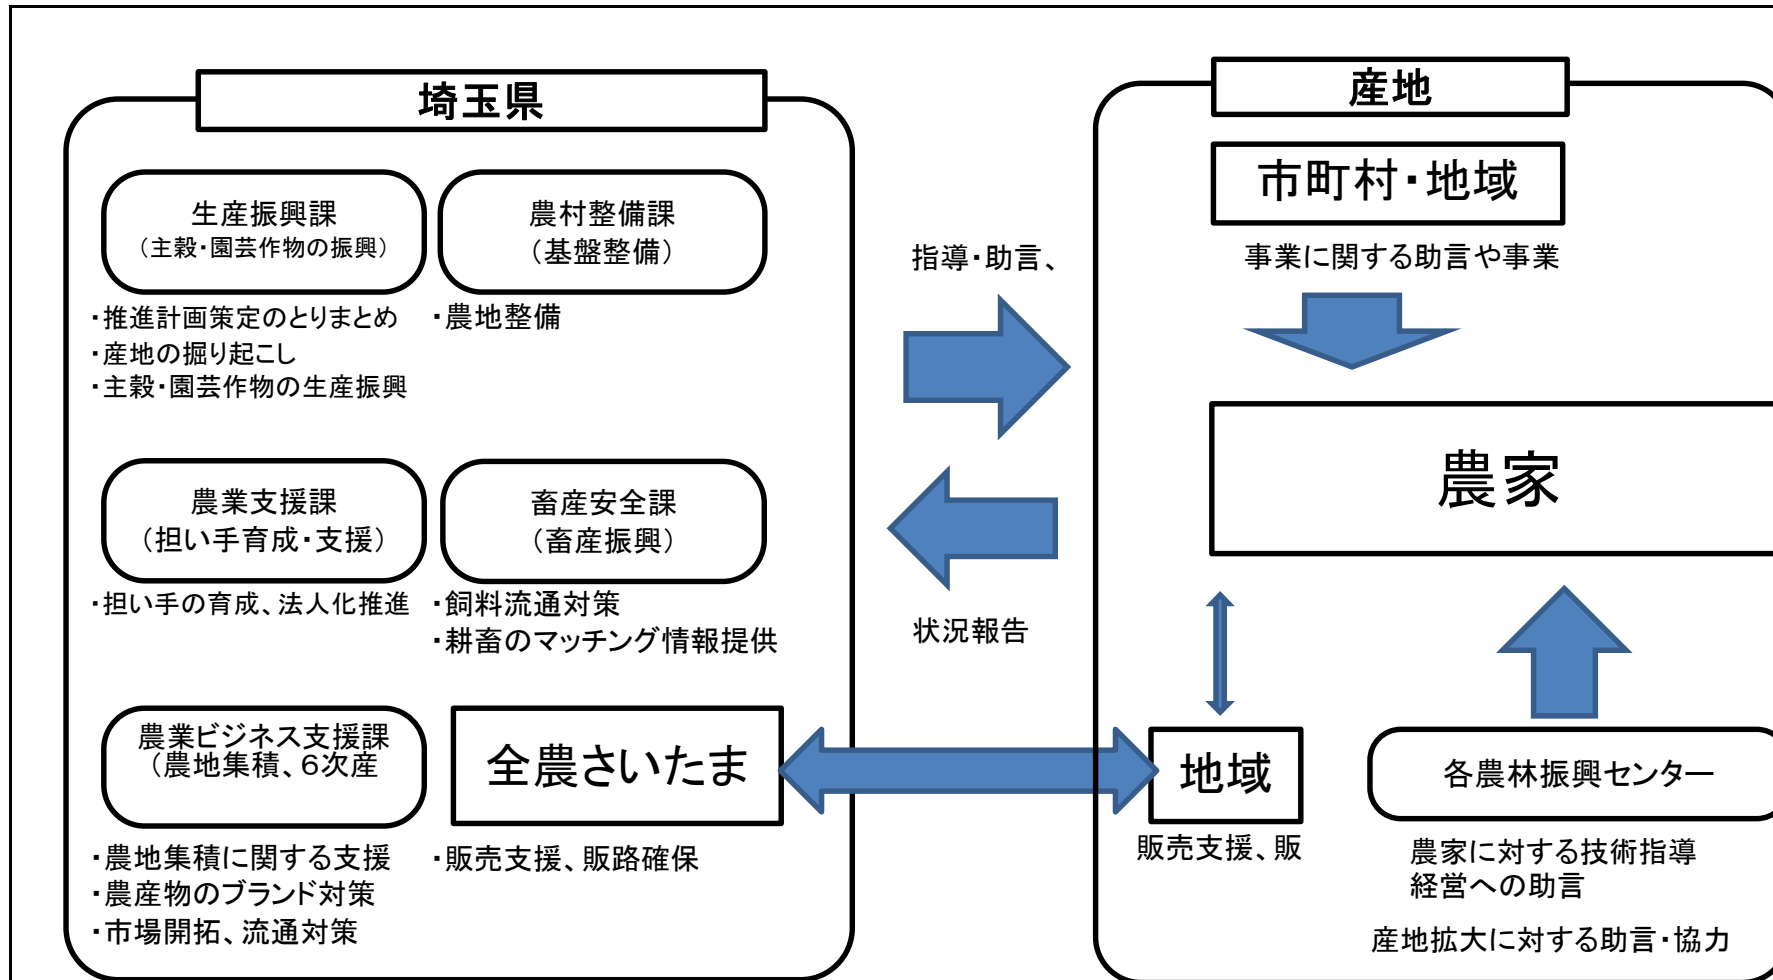 埼玉県
生産振興課
（主穀・園芸作物の振興）
・推進計画策定のとりまとめ
・産地の掘り起こし
・主穀・園芸作物の生産振興
農村整備課
（基盤整備）
・農地整備
農業支援課
（担い手育成・支援）
・担い手の育成、法人化推進
畜産安全課
（畜産振興）
・飼料流通対策
・耕畜のマッチング情報提供
農業ビジネス支援課
（農地集積、６次産
・農地集積に関する支援
・農産物のブランド対策
・市場開拓、流通対策
全農さいたま
・販売支援、販路確保
指導・助言、
状況報告
産地
市町村・地域
事業に関する助言や事業
農家
地域
販売支援、販
各農林振興センター
農家に対する技術指導
経営への助言
産地拡大に対する助言・協力